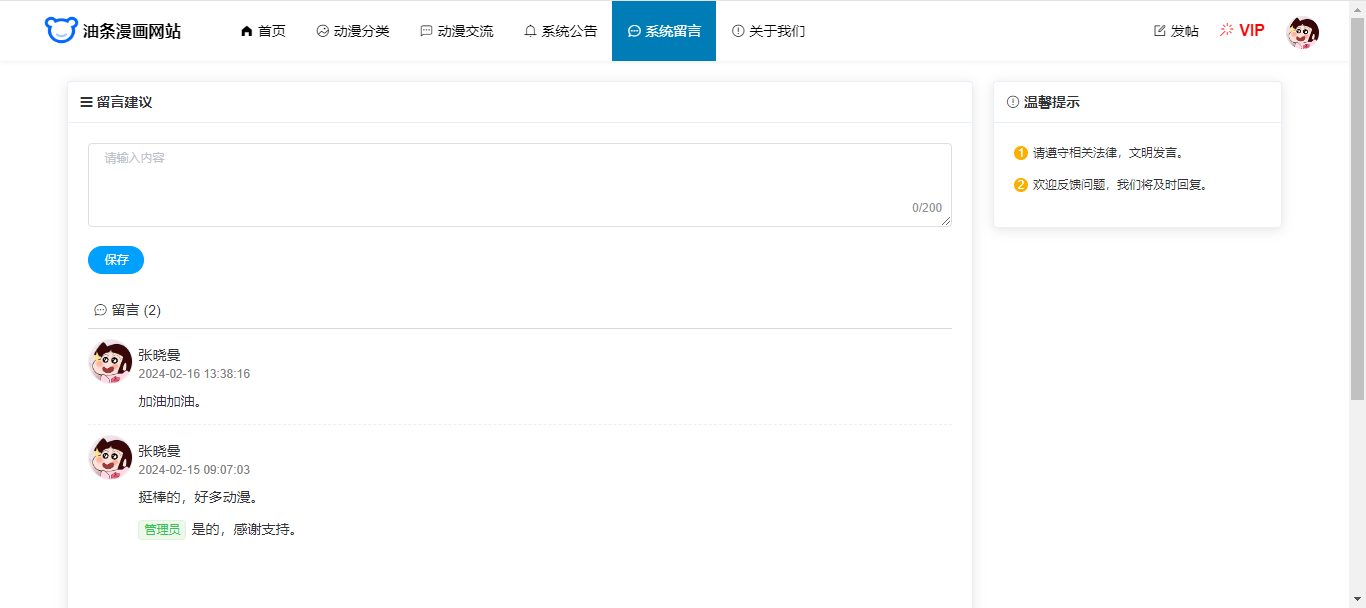 油条漫画网站 首页 动漫分类 动漫交流 系统公告 系统留言 关于我们 发帖 VIP
留言建议
请输入内容
0/200
保存
留言 (2)
张晓曼
2024-02-16 13:38:16
加油加油。
张晓曼
2024-02-15 09:07:03
挺棒的，好多动漫。
管理员 是的，感谢支持。
温馨提示
1 请遵守相关法律，文明发言。
2 欢迎反馈问题，我们将及时回复。